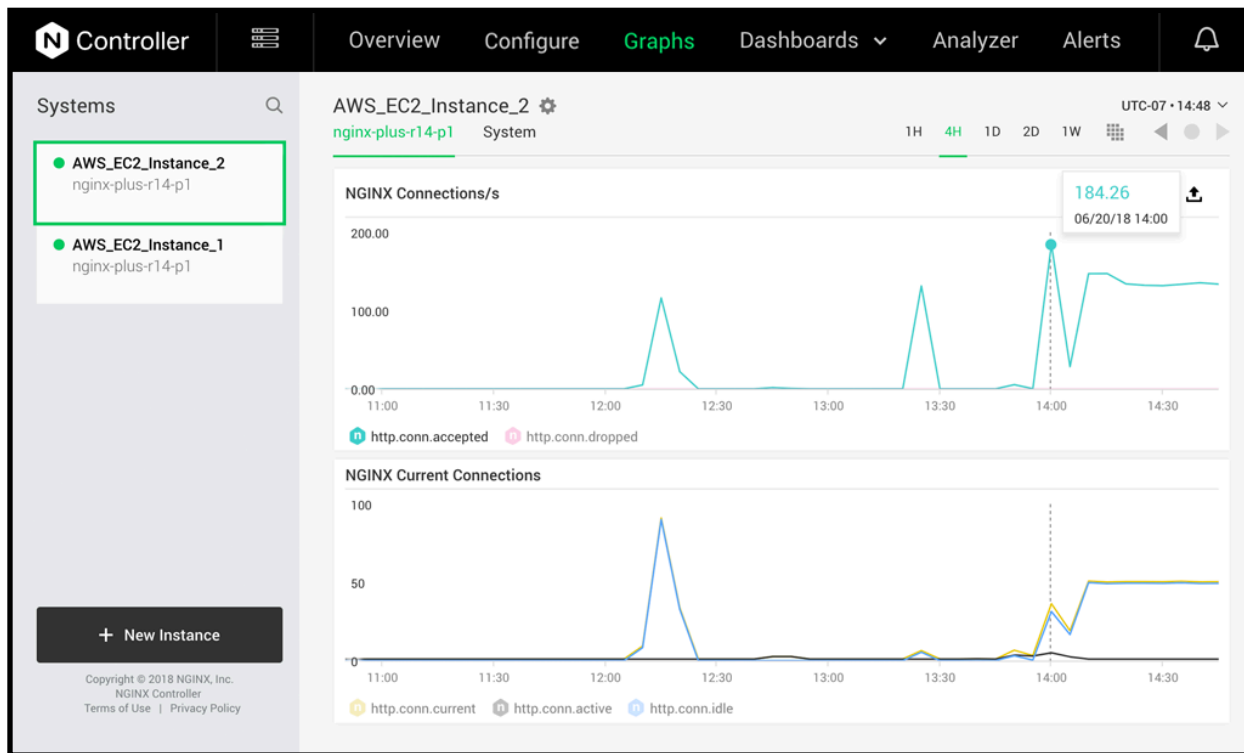 N Controller Overview Configure Graphs Dashboards Analyzer Alerts
Systems
AWS_EC2_Instance_2
nginx-plus-r14-p1
AWS_EC2_Instance_1
nginx-plus-r14-p1
+ New Instance
Copyright © 2018 NGINX, Inc.
NGINX Controller
Terms of Use | Privacy Policy
AWS_EC2_Instance_2
UTC-07 • 14:48
nginx-plus-r14-p1 System
1H 4H 1D 2D 1W
NGINX Connections/s
184.26
06/20/18 14:00
200.00
100.00
0.00
11:00 11:30 12:00 12:30 13:00 13:30 14:00 14:30
n http.conn.accepted n http.conn.dropped
NGINX Current Connections
100
50
0
11:00 11:30 12:00 12:30 13:00 13:30 14:00 14:30
n http.conn.current n http.conn.active n http.conn.idle